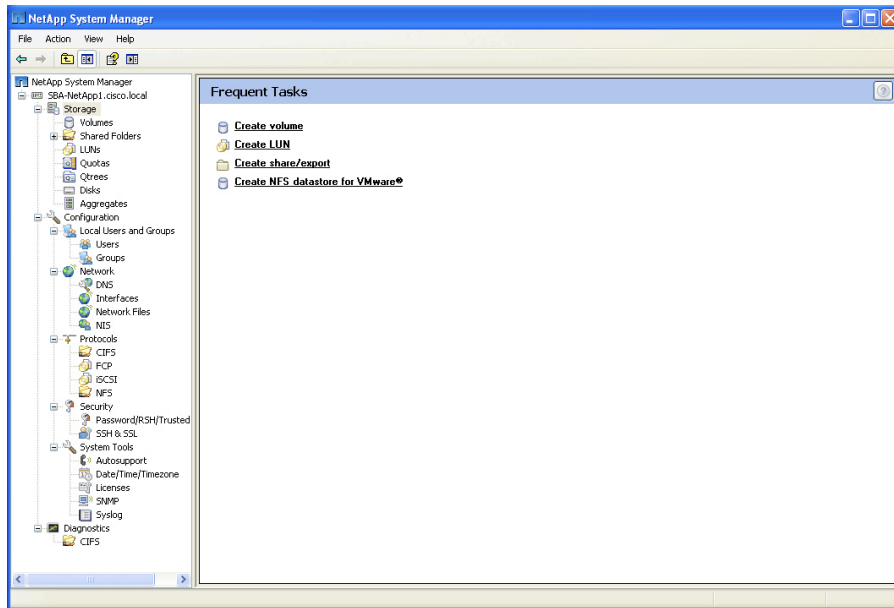 NetApp System Manager
File Action View Help
NetApp System Manager
SBA-NetApp1.cisco.local
Storage
Volumes
Shared Folders
LUNs
Quotas
Qtrees
Disks
Aggregates
Configuration
Local Users and Groups
Users
Groups
Network
DNS
Interfaces
Network Files
NIS
Protocols
CIFS
FCP
iSCSI
NFS
Security
Password/RSH/Trusted
SSH & SSL
System Tools
Autosupport
Date/Time/Timezone
Licenses
SNMP
Syslog
Diagnostics
CIFS
Frequent Tasks
Create volume
Create LUN
Create share/export
Create NFS datastore for VMware®